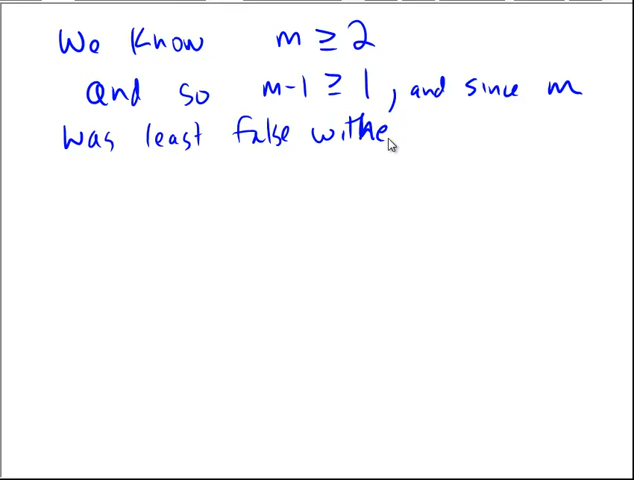 We know m ≥ 2
and so m-1 ≥ 1, and since m
was least false withe